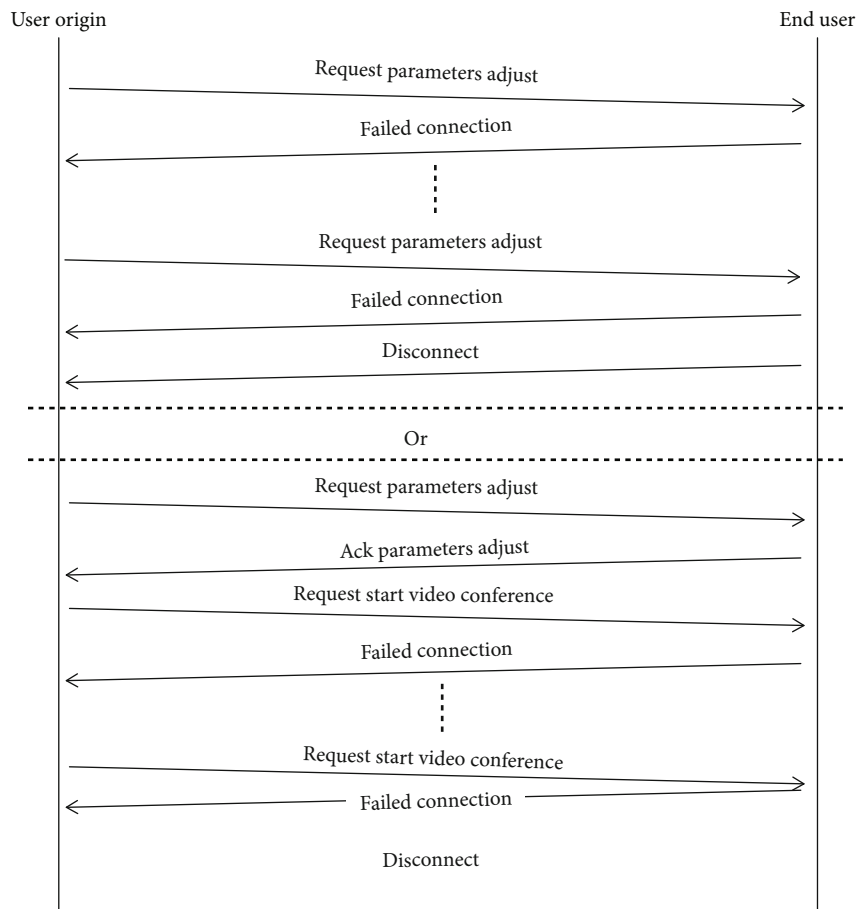 User origin
End user
Request parameters adjust
Failed connection
Request parameters adjust
Failed connection
Disconnect
Or
Request parameters adjust
Ack parameters adjust
Request start video conference
Failed connection
Request start video conference
Failed connection
Disconnect